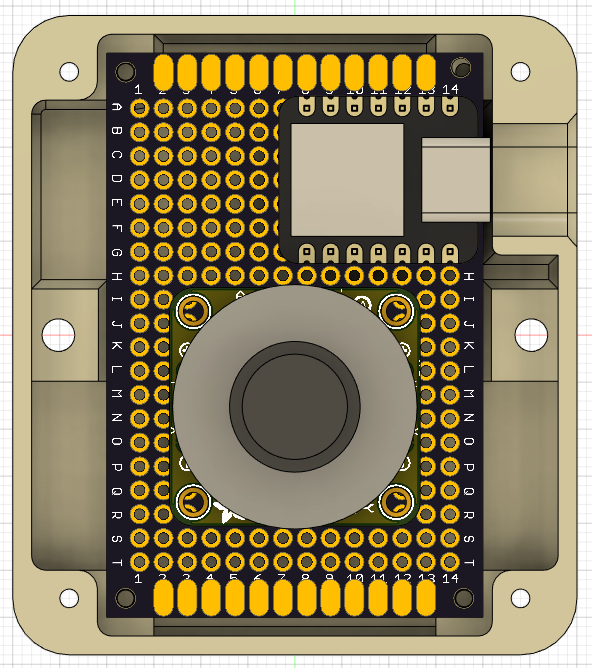 1 2 3 4 5 6 7 8 9 10 11 12 13 14
A
B
C
D
E
F
G
H H
I I
J J
K K
L L
M M
N N
O O
P P
Q Q
R R
S S
T T
1 2 3 4 5 6 7 8 9 10 11 12 13 14